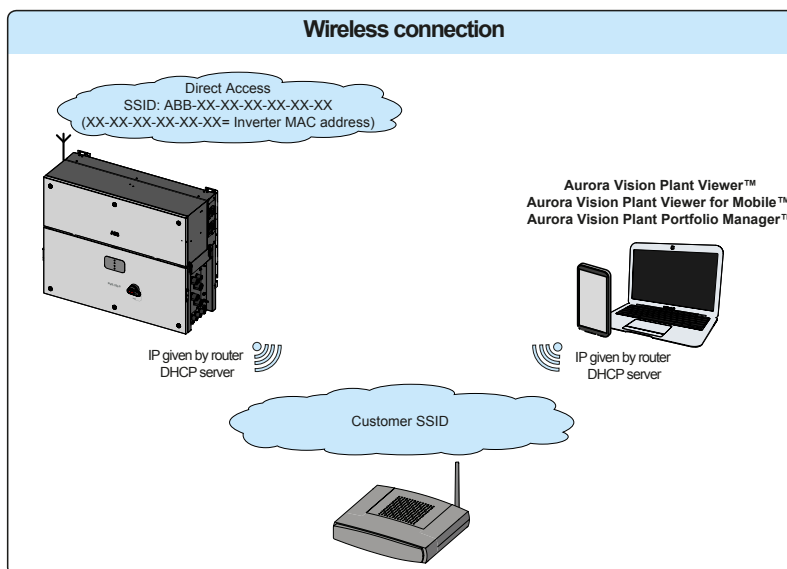 Wireless connection
Direct Access
SSID: ABB-XX-XX-XX-XX-XX-XX
(XX-XX-XX-XX-XX-XX= Inverter MAC address)
Aurora Vision Plant Viewer™
Aurora Vision Plant Viewer for Mobile™
Aurora Vision Plant Portfolio Manager™
ABB
IP given by router
DHCP server
IP given by router
DHCP server
Customer SSID